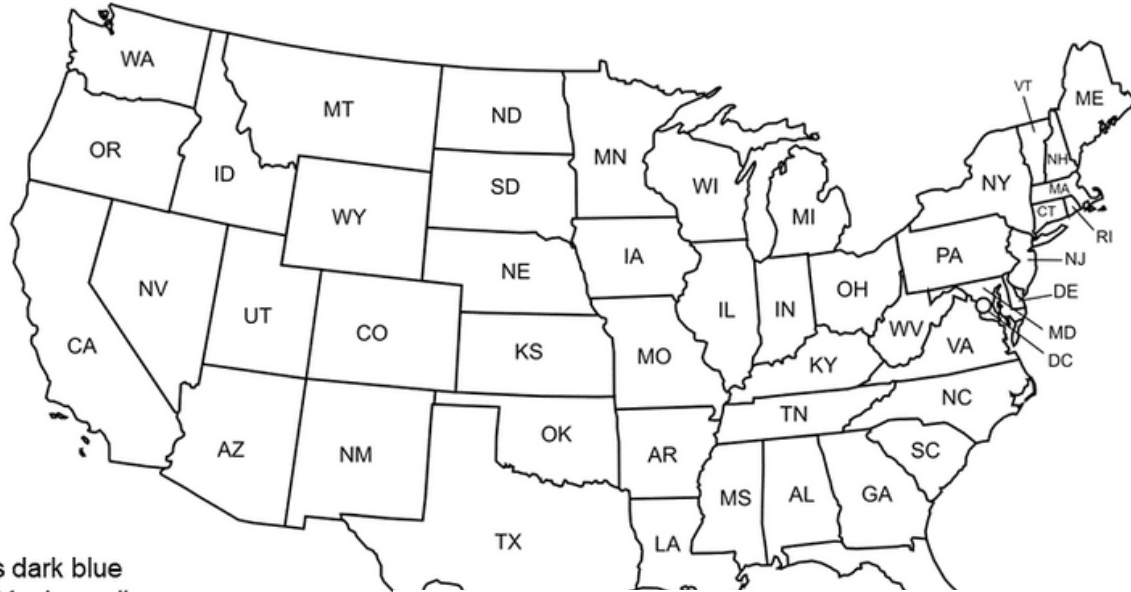 WA
MT
ND
MN
VT
ME
OR
ID
SD
WI
NH
WY
MI
NY
MA
CT
RI
IA
NE
PA
NJ
NV
UT
CO
IL
IN
OH
DE
CA
KS
MO
WV
MD
KY
VA
DC
AZ
NM
OK
AR
TN
NC
SC
MS
AL
GA
TX
LA
s dark blue